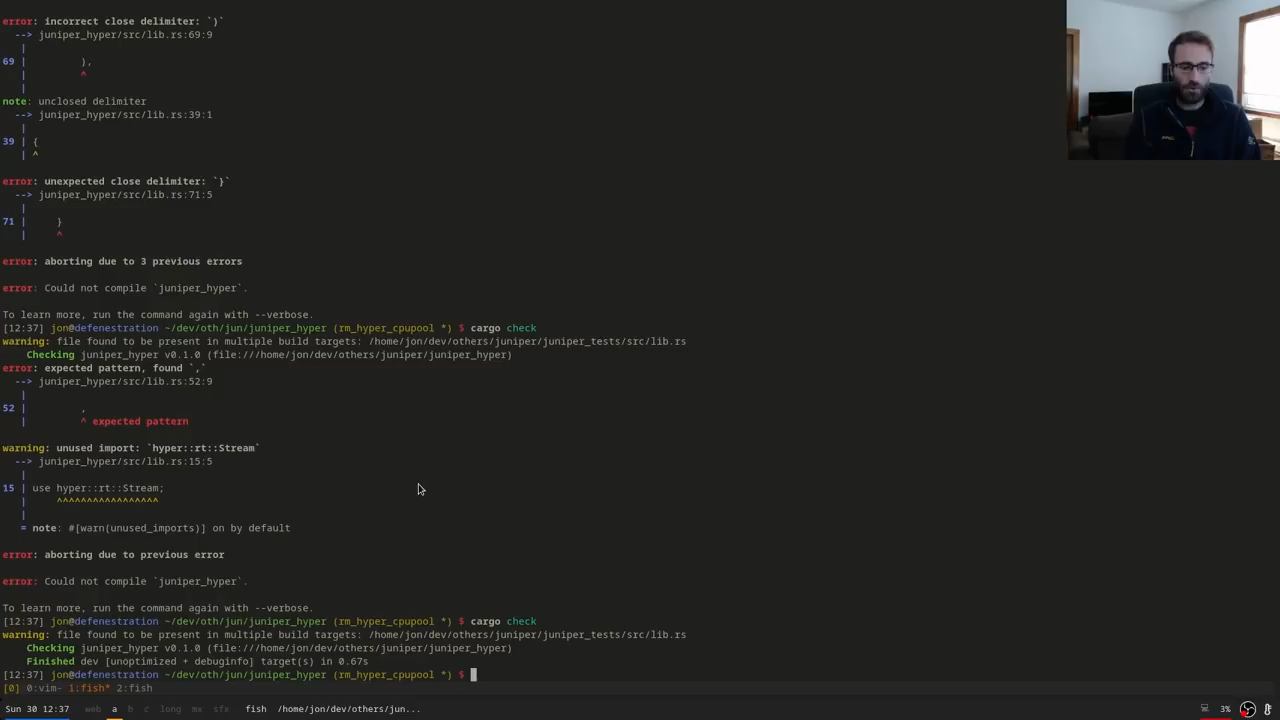 error: incorrect close delimiter: `)`
  --> juniper_hyper/src/lib.rs:69:9
   |
69 |         ),
   |         ^
   |
note: unclosed delimiter
  --> juniper_hyper/src/lib.rs:39:1
   |
39 | {
   | ^

error: unexpected close delimiter: `}`
  --> juniper_hyper/src/lib.rs:71:5
   |
71 |     }
   |     ^

error: aborting due to 3 previous errors

error: Could not compile `juniper_hyper`.

To learn more, run the command again with --verbose.
[12:37] jon@defenestration ~/dev/oth/jun/juniper_hyper (rm_hyper_cpupool *) $ cargo check
warning: file found to be present in multiple build targets: /home/jon/dev/others/juniper/juniper_tests/src/lib.rs
    Checking juniper_hyper v0.1.0 (file:///home/jon/dev/others/juniper/juniper_hyper)
error: expected pattern, found `,`
  --> juniper_hyper/src/lib.rs:52:9
   |
52 |         ,
   |         ^ expected pattern

warning: unused import: `hyper::rt::Stream`
  --> juniper_hyper/src/lib.rs:15:5
   |
15 | use hyper::rt::Stream;
   |     ^^^^^^^^^^^^^^^^^
   |
   = note: #[warn(unused_imports)] on by default

error: aborting due to previous error

error: Could not compile `juniper_hyper`.

To learn more, run the command again with --verbose.
[12:37] jon@defenestration ~/dev/oth/jun/juniper_hyper (rm_hyper_cpupool *) $ cargo check
warning: file found to be present in multiple build targets: /home/jon/dev/others/juniper/juniper_tests/src/lib.rs
    Checking juniper_hyper v0.1.0 (file:///home/jon/dev/others/juniper/juniper_hyper)
    Finished dev [unoptimized + debuginfo] target(s) in 0.67s
[12:37] jon@defenestration ~/dev/oth/jun/juniper_hyper (rm_hyper_cpupool *) $
[0] 0:vim- 1:fish* 2:fish
Sun 30 12:37 web a b c long mx sfx fish /home/jon/dev/others/jun... 3%